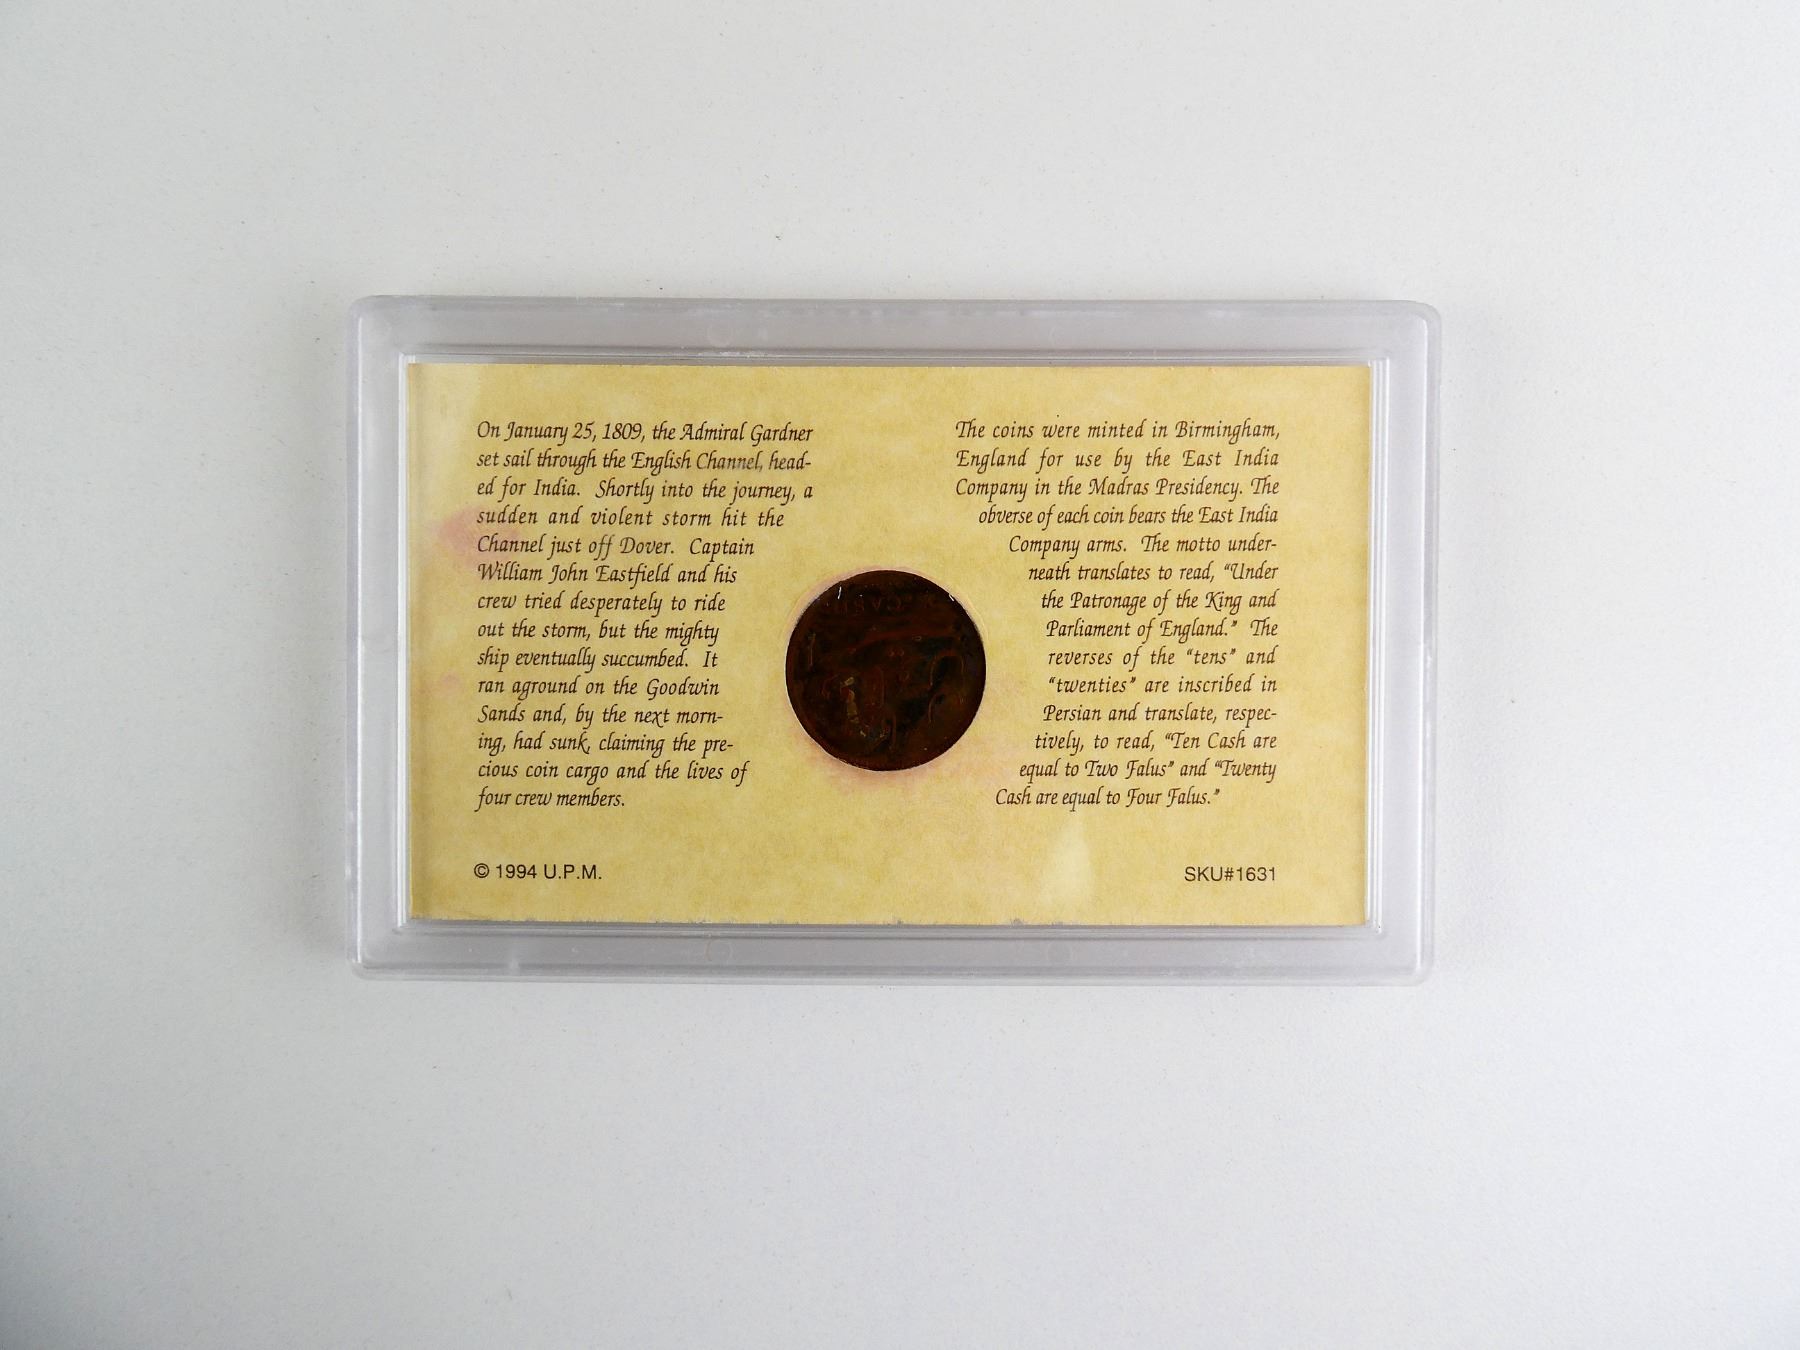 On January 25, 1809, the Admiral Gardner
set sail through the English Channel, head-
ed for India. Shortly into the journey, a
sudden and violent storm hit the
Channel just off Dover. Captain
William John Eastfield and his
crew tried desperately to ride
out the storm, but the mighty
ship eventually succumbed. It
ran aground on the Goodwin
Sands and, by the next morn-
ing, had sunk, claiming the pre-
cious coin cargo and the lives of
four crew members.
© 1994 U.P.M.
The coins were minted in Birmingham,
England for use by the East India
Company in the Madras Presidency. The
obverse of each coin bears the East India
Company arms. The motto under-
neath translates to read, “Under
the Patronage of the King and
Parliament of England.” The
reverses of the “tens” and
“twenties” are inscribed in
Persian and translate, respec-
tively, to read, “Ten Cash are
equal to Two Falus” and “Twenty
Cash are equal to Four Falus.”
SKU#1631